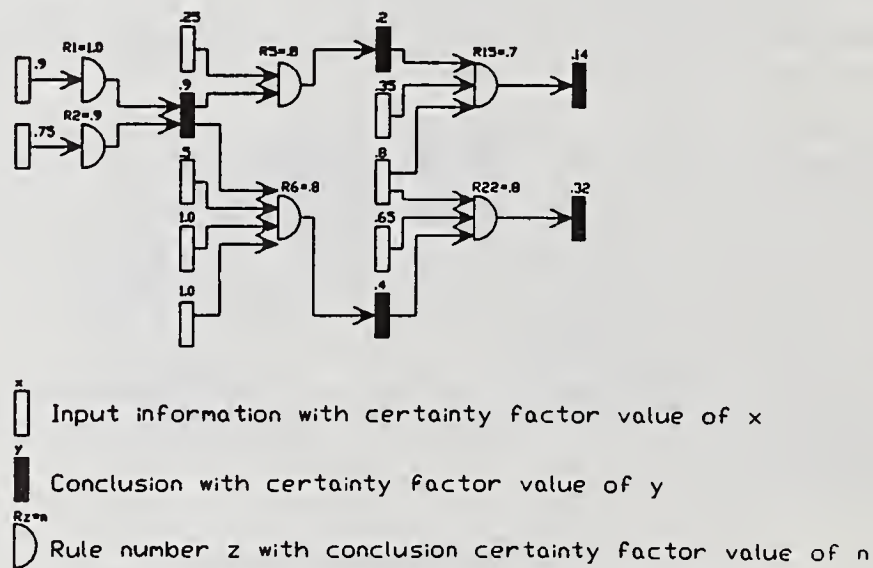 .25
.2
R1=1.0
R5=.8
R15=.7
.9
.9
.14
.35
R2=.9
.75
.5
.8
R6=.8
R22=.8
.32
1.0
.65
1.0
.4
x
Input information with certainty factor value of x
y
Conclusion with certainty factor value of y
Rz=n
Rule number z with conclusion certainty factor value of n